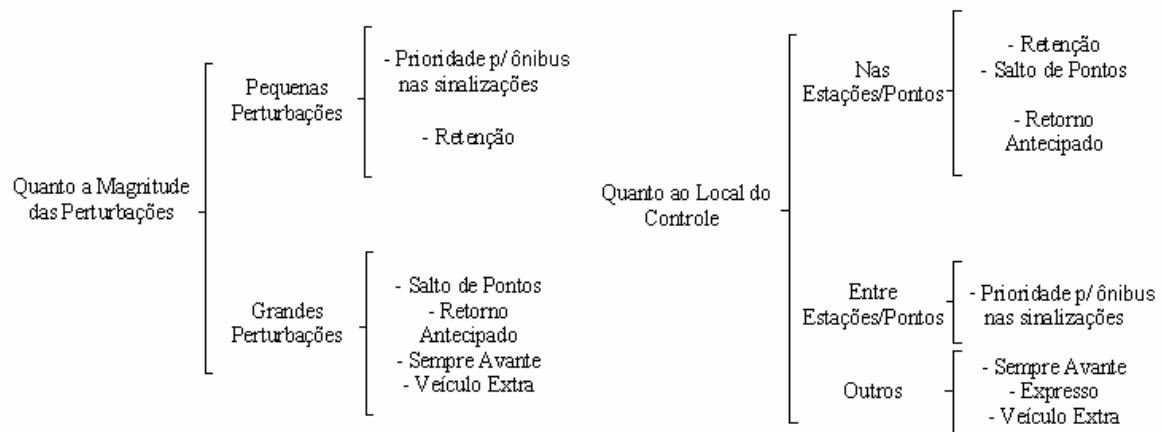 Quanto a Magnitude
das Perturbações
Pequenas
Perturbações
- Prioridade p/ ônibus
nas sinalizações
- Retenção
Grandes
Perturbações
- Salto de Pontos
- Retorno
Antecipado
- Sempre Avante
- Veículo Extra
Quanto ao Local do
Controle
Nas
Estações/Pontos
- Retenção
- Salto de Pontos
- Retorno
Antecipado
Entre
Estações/Pontos
- Prioridade p/ ônibus
nas sinalizações
Outros
- Sempre Avante
- Expresso
- Veículo Extra